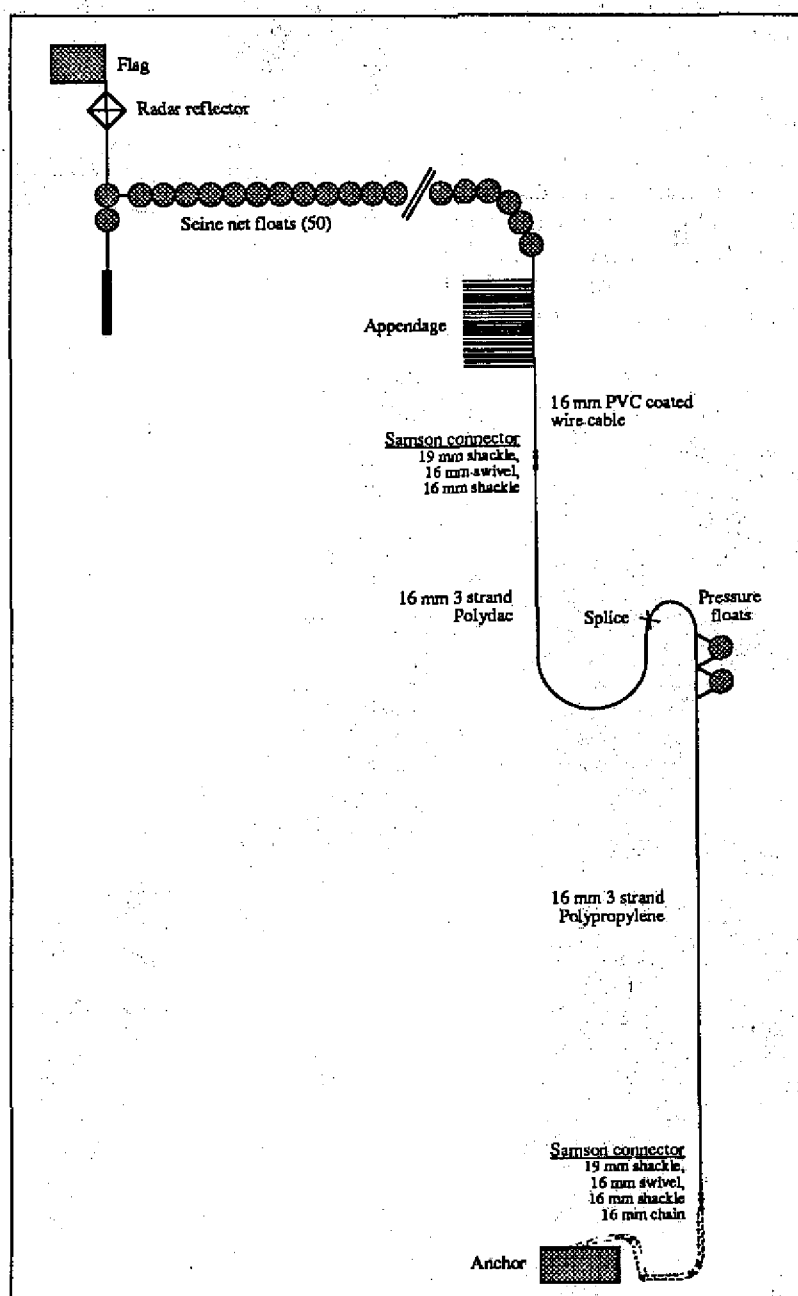 Flag
Radar reflector
Seine net floats (50)
Appendage
16 mm PVC coated
wire cable
Samson connector
19 mm shackle,
16 mm swivel,
16 mm shackle
16 mm 3 strand
Polydac
Splice
Pressure
floats
16 mm 3 strand
Polypropylene
Samson connector
19 mm shackle,
16 mm swivel,
16 mm shackle
16 mm chain
Anchor